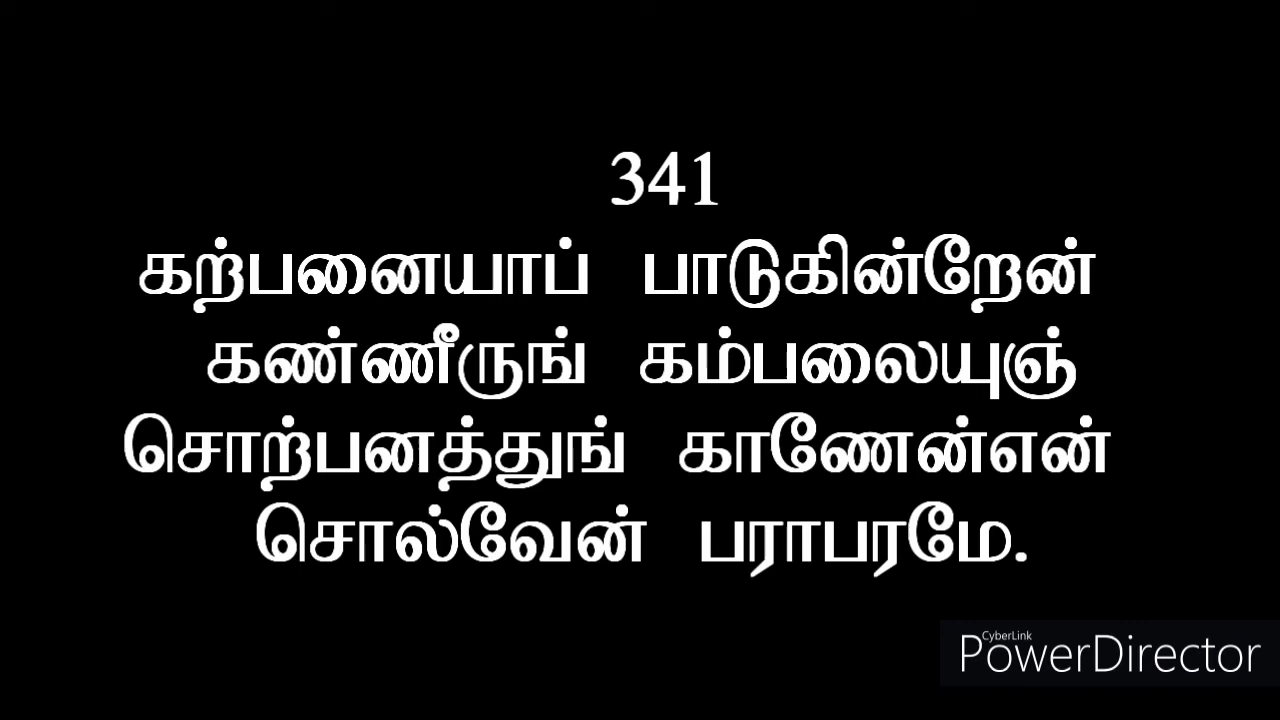 341
கற்பனையாப் பாடுகின்றேன்
கண்ணீருங் கம்பலையுஞ்
சொற்பனத்துங் காணேன்என்
சொல்வேன் பராபரமே.
CyberLink
PowerDirector